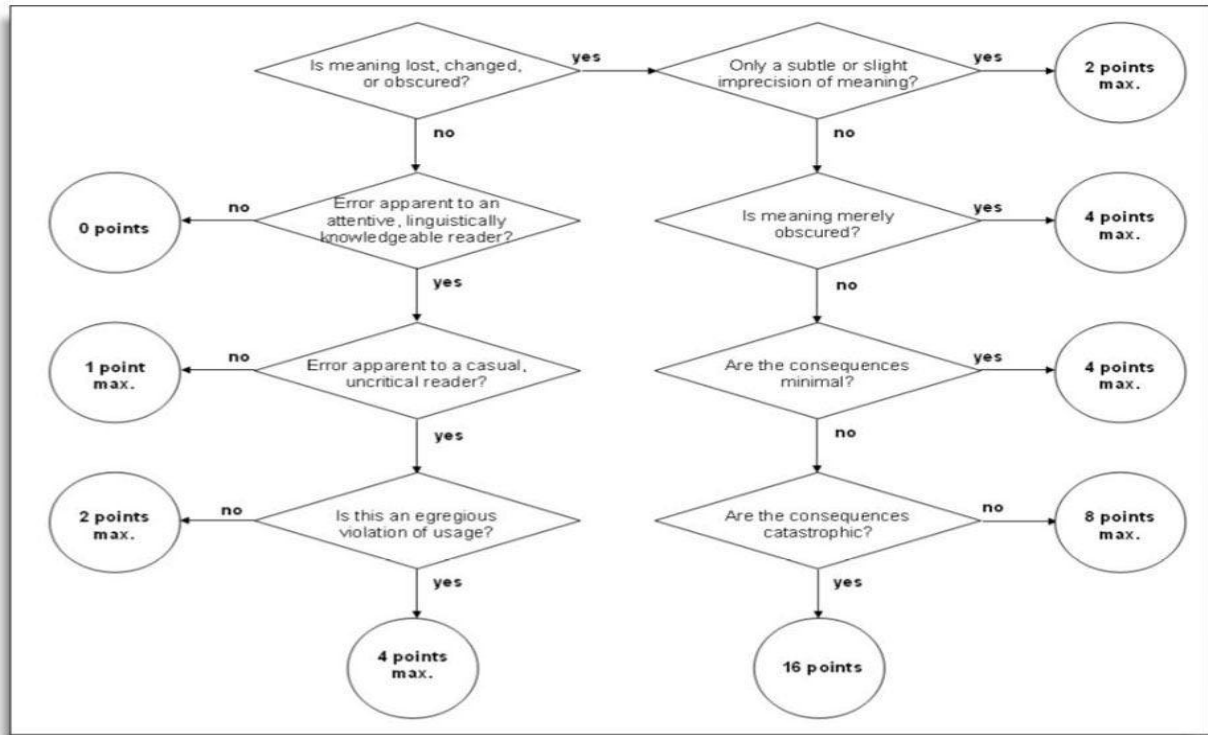 Is meaning lost, changed,
or obscured?
yes
Only a subtle or slight
imprecision of meaning?
yes
2 points
max.
no
no
0 points
no
Error apparent to an
attentive, linguistically
knowledgeable reader?
Is meaning merely
obscured?
yes
4 points
max.
yes
no
1 point
max.
no
Error apparent to a casual,
uncritical reader?
Are the consequences
minimal?
yes
4 points
max.
yes
no
2 points
max.
no
Is this an egregious
violation of usage?
Are the consequences
catastrophic?
no
8 points
max.
yes
yes
4 points
max.
16 points